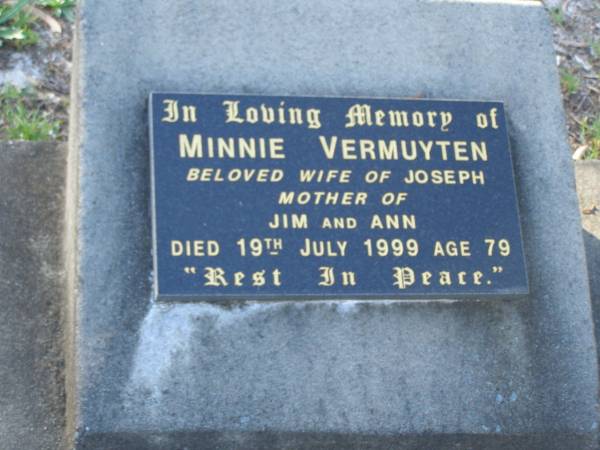 In Loving Memory of
MINNIE VERMUYTEN
BELOVED WIFE OF JOSEPH
MOTHER OF
JIM AND ANN
DIED 19TH JULY 1999 AGE 79
"Rest In Peace."